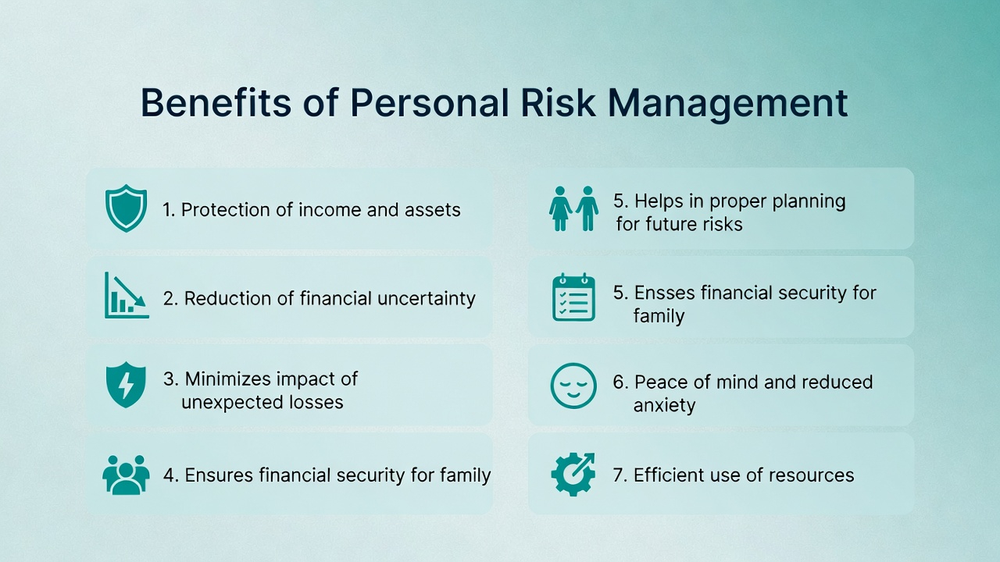 Benefits of Personal Risk Management
1. Protection of income and assets
2. Reduction of financial uncertainty
3. Minimizes impact of
unexpected losses
4. Ensures financial security for family
5. Helps in proper planning
for future risks
5. Ensses financial security for
family
6. Peace of mind and reduced
anxiety
7. Efficient use of resources